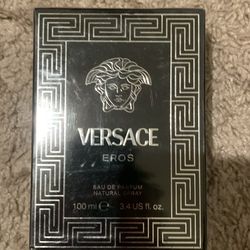 VERSACE
EROS
EAU DE PARFUM
NATURAL SPRAY
100 ml ℮ 3.4 US fl. oz.